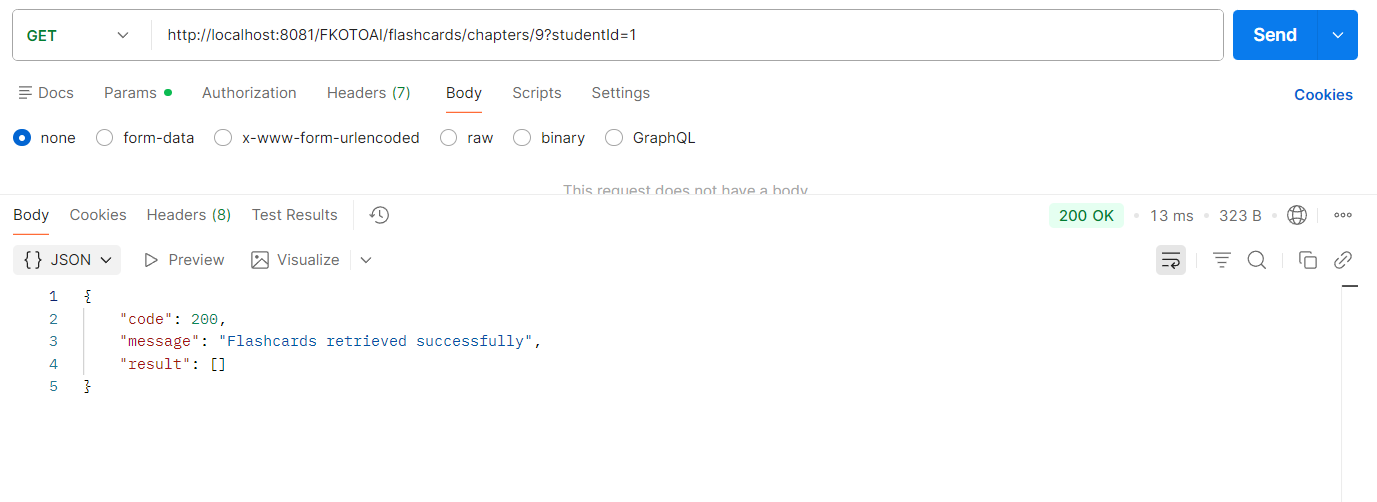 GET http://localhost:8081/FKOTOAI/flashcards/chapters/9?studentId=1 Send
Docs Params Authorization Headers (7) Body Scripts Settings Cookies
none form-data x-www-form-urlencoded raw binary GraphQL
This request does not have a body
Body Cookies Headers (8) Test Results 200 OK 13 ms 323 B
{} JSON Preview Visualize
1 {
2 "code": 200,
3 "message": "Flashcards retrieved successfully",
4 "result": []
5 }